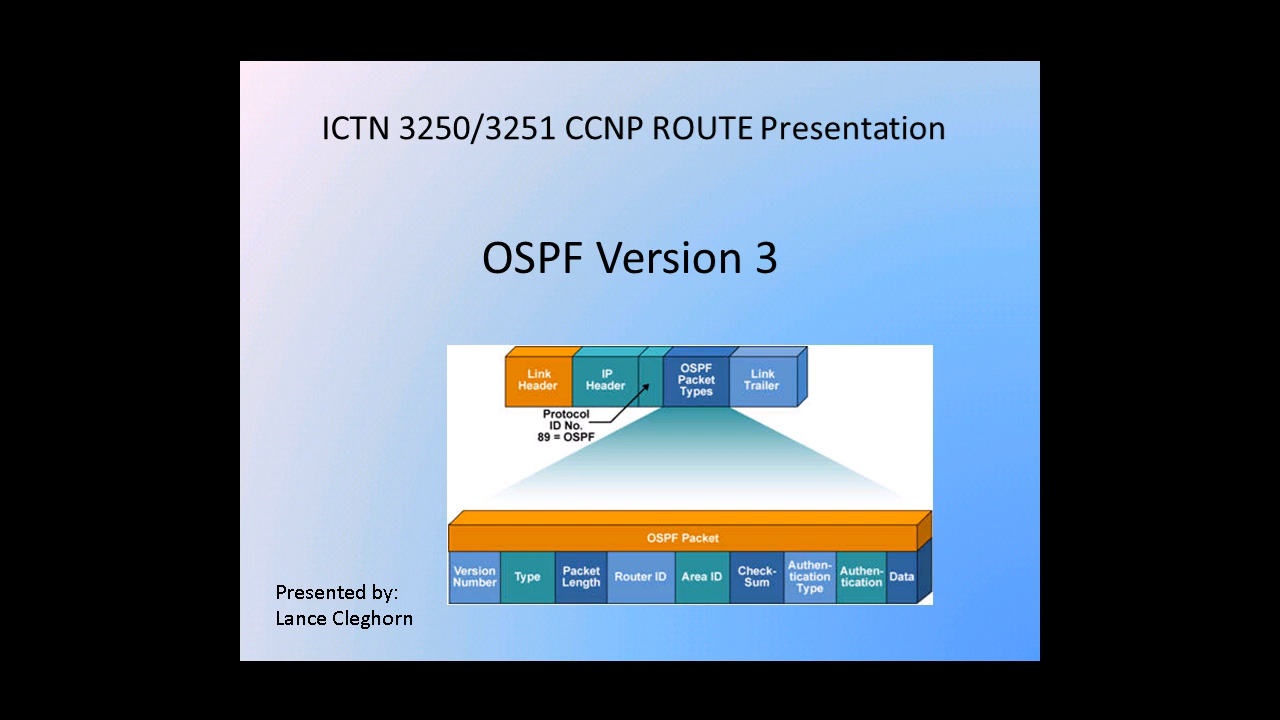 ICTN 3250/3251 CCNP ROUTE Presentation
OSPF Version 3
Link
Header
IP
Header
OSPF
Packet
Types
Link
Trailer
Protocol
ID No.
89 = OSPF
OSPF Packet
Version
Number
Type
Packet
Length
Router ID
Area ID
Check-
Sum
Authen-
tication
Type
Authen-
tication
Data
Presented by:
Lance Cleghorn